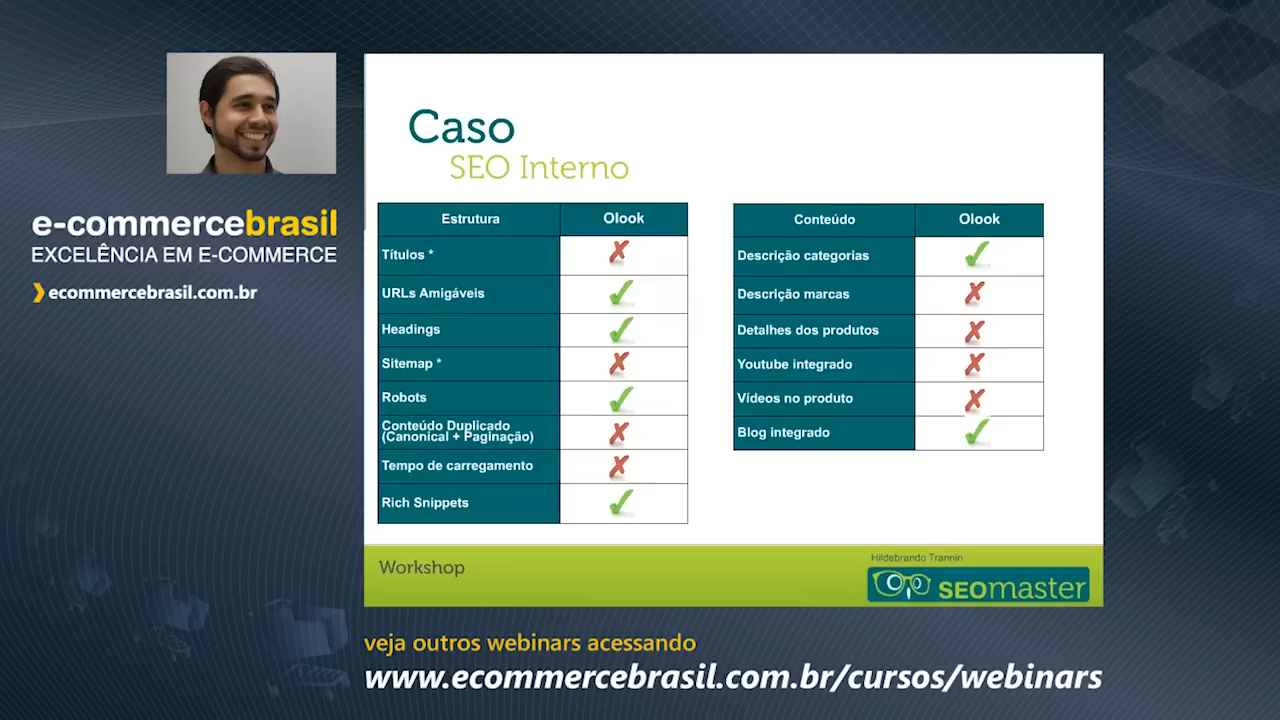 e-commercebrasil
EXCELÊNCIA EM E-COMMERCE
ecommercebrasil.com.br
Caso
SEO Interno
Estrutura Olook
Títulos * ✗
URLs Amigáveis ✓
Headings ✓
Sitemap * ✗
Robots ✓
Conteúdo Duplicado
(Canonical + Paginação) ✗
Tempo de carregamento ✗
Rich Snippets ✓
Conteúdo Olook
Descrição categorias ✓
Descrição marcas ✗
Detalhes dos produtos ✗
Youtube integrado ✗
Vídeos no produto ✗
Blog integrado ✓
Workshop
Hildebrando Trannin
SEOmaster
veja outros webinars acessando
www.ecommercebrasil.com.br/cursos/webinars